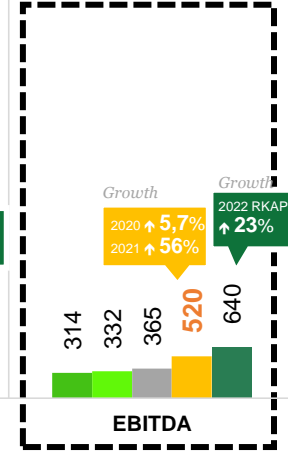 Growth
Growth
2022 RKAP
↑ 23%
2020 ↑ 5,7%
2021 ↑ 56%
314
332
365
520
640
EBITDA